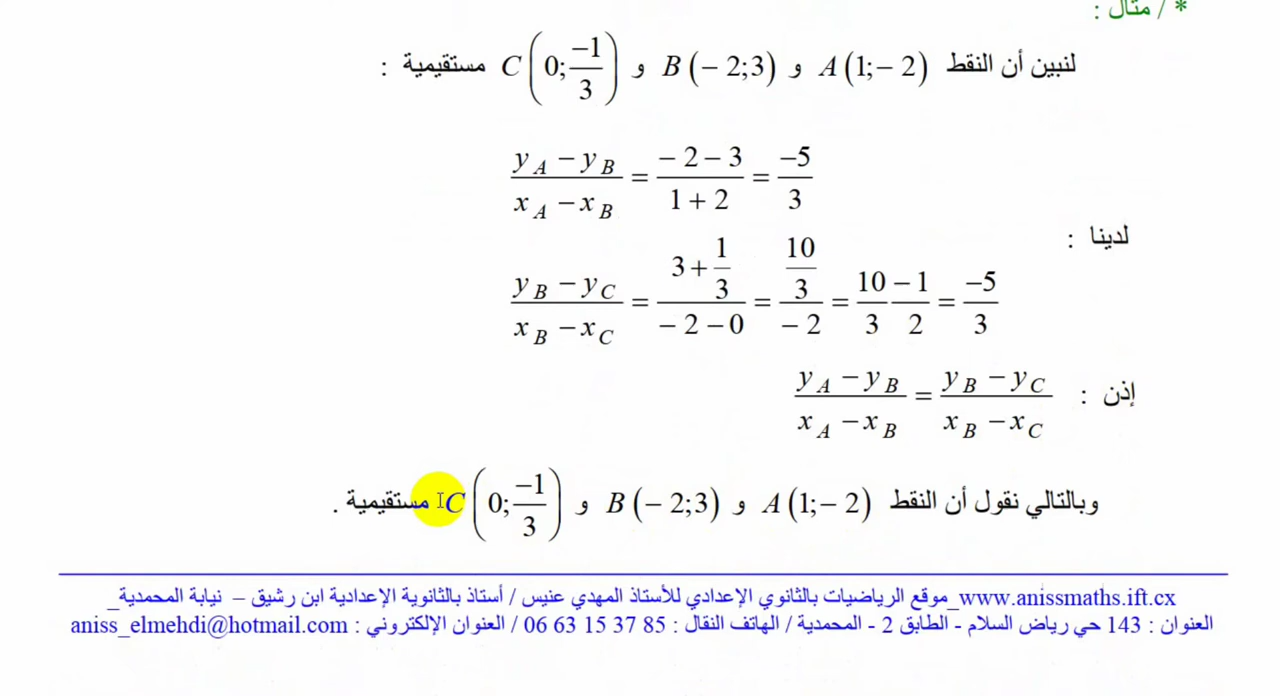 * / مثال :
لنبين أن النقط A(1;−2) و B(−2;3) و C(0;−1/3) مستقيمية :
لدينا :
(y_A − y_B)/(x_A − x_B) = (−2−3)/(1+2) = −5/3
(y_B − y_C)/(x_B − x_C) = (3+1/3)/(−2−0) = (10/3)/(−2) = 10/3 −1/2 = −5/3
إذن : (y_A − y_B)/(x_A − x_B) = (y_B − y_C)/(x_B − x_C)
وبالتالي نقول أن النقط A(1;−2) و B(−2;3) و C(0;−1/3) مستقيمية .
www.anissmaths.ift.cx_موقع الرياضيات بالثانوي الإعدادي للأستاذ المهدي عنيس / أستاذ بالثانوية الإعدادية ابن رشيق – نيابة المحمدية_
العنوان : 143 حي رياض السلام - الطابق 2 - المحمدية / الهاتف النقال : 85 37 15 63 06 / العنوان الإلكتروني : aniss_elmehdi@hotmail.com